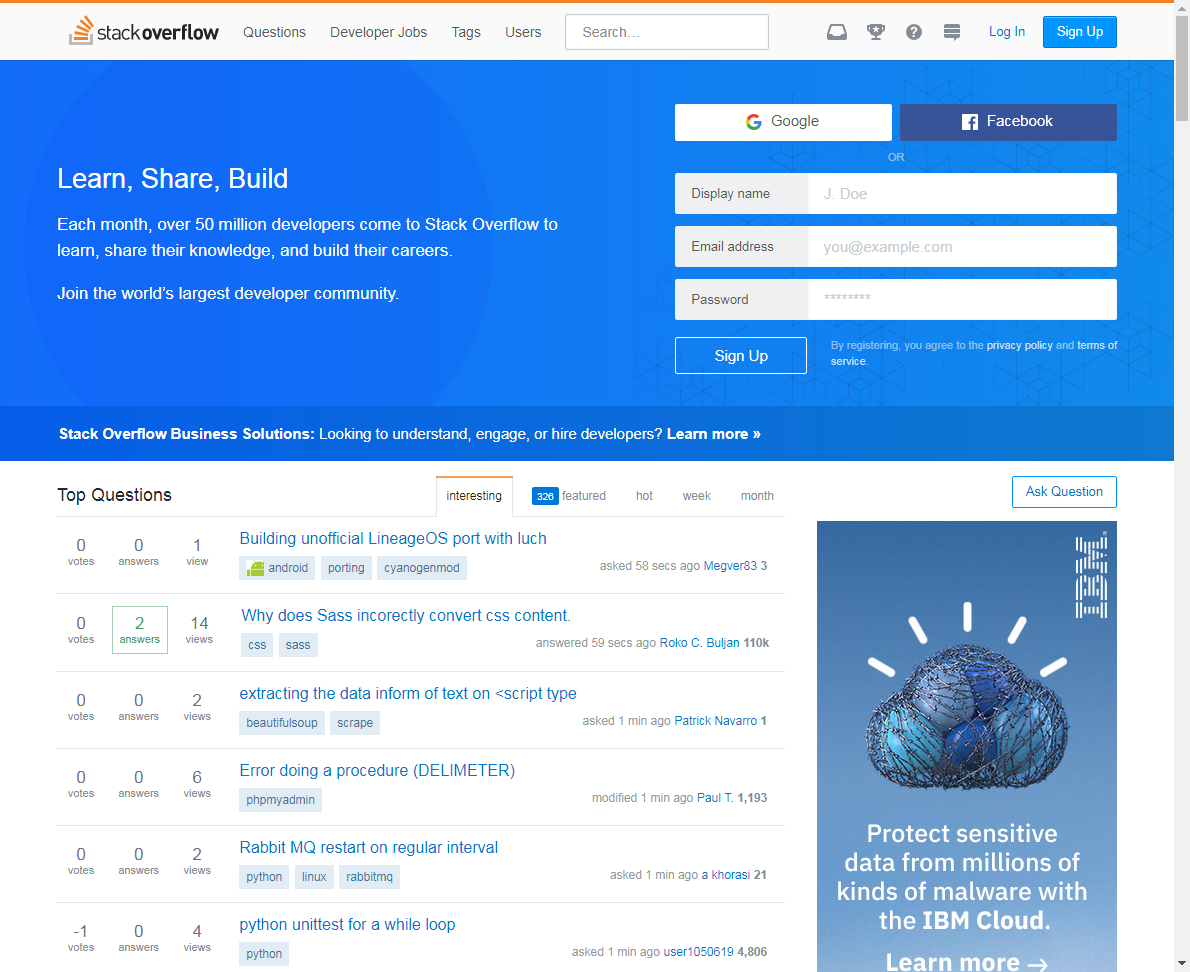 stackoverflow Questions Developer Jobs Tags Users Search... Log In Sign Up
Google Facebook
OR
Learn, Share, Build
Each month, over 50 million developers come to Stack Overflow to
learn, share their knowledge, and build their careers.
Join the world's largest developer community.
Display name J. Doe
Email address you@example.com
Password ********
Sign Up
By registering, you agree to the privacy policy and terms of
service.
Stack Overflow Business Solutions: Looking to understand, engage, or hire developers? Learn more »
Top Questions interesting 326 featured hot week month
Ask Question
0 votes 0 answers 1 view
Building unofficial LineageOS port with luch
android porting cyanogenmod
asked 58 secs ago Megver83 3
0 votes 2 answers 14 views
Why does Sass incorectly convert css content.
css sass
answered 59 secs ago Roko C. Buljan 110k
0 votes 0 answers 2 views
extracting the data inform of text on <script type
beautifulsoup scrape
asked 1 min ago Patrick Navarro 1
0 votes 0 answers 6 views
Error doing a procedure (DELIMETER)
phpmyadmin
modified 1 min ago Paul T. 1,193
0 votes 0 answers 2 views
Rabbit MQ restart on regular interval
python linux rabbitmq
asked 1 min ago a khorasi 21
-1 votes 0 answers 4 views
python unittest for a while loop
python
asked 1 min ago user1050619 4,806
IBM
Protect sensitive
data from millions of
kinds of malware with
the IBM Cloud.
Learn more →